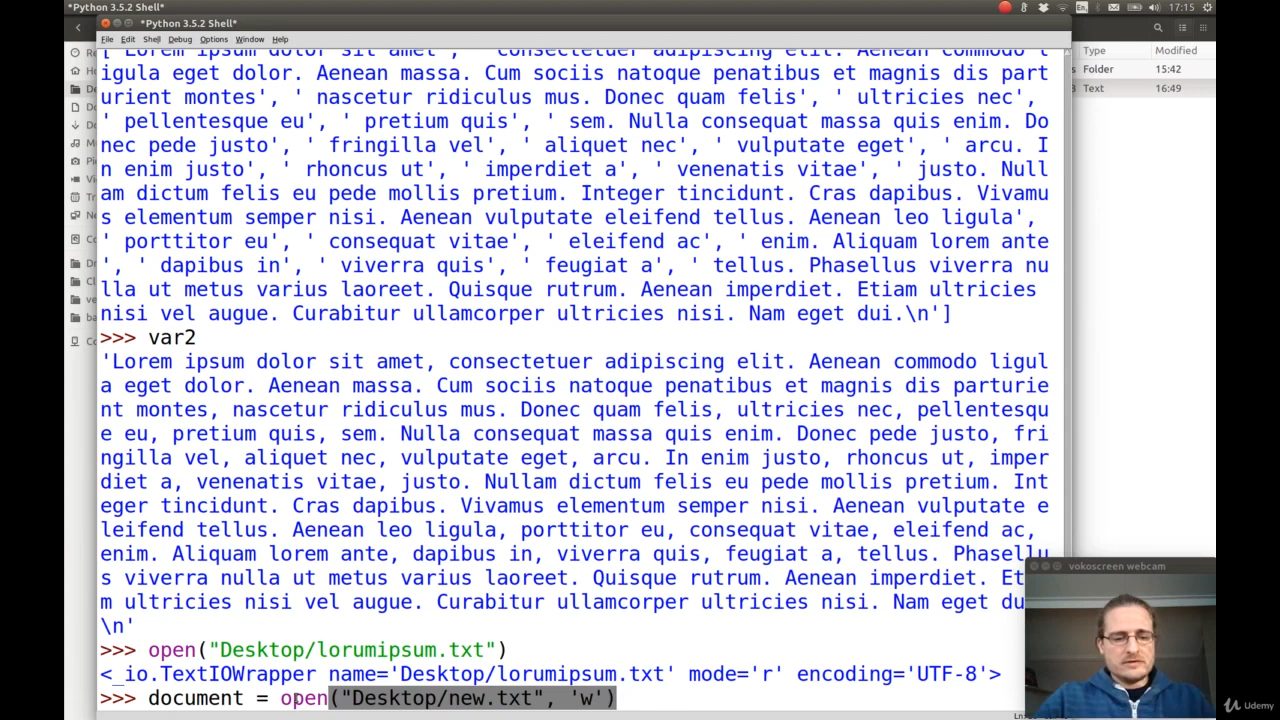 *Python 3.5.2 Shell*
En
17:15
*Python 3.5.2 Shell*
File Edit Shell Debug Options Window Help
Type Modified
Folder 15:42
Text 16:49
['Lorem ipsum dolor sit amet', ' consectetuer adipiscing elit. Aenean commodo l
igula eget dolor. Aenean massa. Cum sociis natoque penatibus et magnis dis part
urient montes', ' nascetur ridiculus mus. Donec quam felis', ' ultricies nec',
' pellentesque eu', ' pretium quis', ' sem. Nulla consequat massa quis enim. Do
nec pede justo', ' fringilla vel', ' aliquet nec', ' vulputate eget', ' arcu. I
n enim justo', ' rhoncus ut', ' imperdiet a', ' venenatis vitae', ' justo. Null
am dictum felis eu pede mollis pretium. Integer tincidunt. Cras dapibus. Vivamu
s elementum semper nisi. Aenean vulputate eleifend tellus. Aenean leo ligula',
' porttitor eu', ' consequat vitae', ' eleifend ac', ' enim. Aliquam lorem ante
', ' dapibus in', ' viverra quis', ' feugiat a', ' tellus. Phasellus viverra nu
lla ut metus varius laoreet. Quisque rutrum. Aenean imperdiet. Etiam ultricies
nisi vel augue. Curabitur ullamcorper ultricies nisi. Nam eget dui.\n']
>>> var2
'Lorem ipsum dolor sit amet, consectetuer adipiscing elit. Aenean commodo ligul
a eget dolor. Aenean massa. Cum sociis natoque penatibus et magnis dis parturie
nt montes, nascetur ridiculus mus. Donec quam felis, ultricies nec, pellentesqu
e eu, pretium quis, sem. Nulla consequat massa quis enim. Donec pede justo, fri
ngilla vel, aliquet nec, vulputate eget, arcu. In enim justo, rhoncus ut, imper
diet a, venenatis vitae, justo. Nullam dictum felis eu pede mollis pretium. Int
eger tincidunt. Cras dapibus. Vivamus elementum semper nisi. Aenean vulputate e
leifend tellus. Aenean leo ligula, porttitor eu, consequat vitae, eleifend ac,
enim. Aliquam lorem ante, dapibus in, viverra quis, feugiat a, tellus. Phasellu
s viverra nulla ut metus varius laoreet. Quisque rutrum. Aenean imperdiet. Et
m ultricies nisi vel augue. Curabitur ullamcorper ultricies nisi. Nam eget du
\n'
>>> open("Desktop/lorumipsum.txt")
<_io.TextIOWrapper name='Desktop/lorumipsum.txt' mode='r' encoding='UTF-8'>
>>> document = open("Desktop/new.txt", 'w')
vokoscreen webcam
Udemy